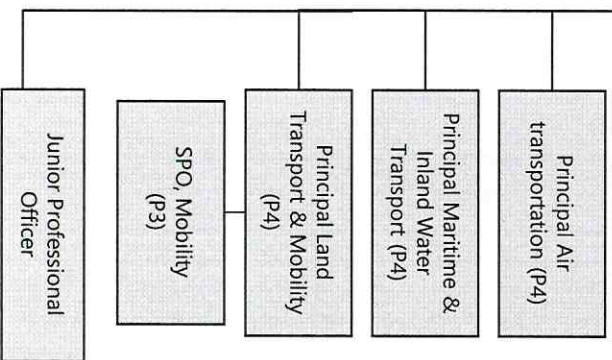 Principal Air
transportation (P4)
Principal Maritime &
Inland Water
Transport (P4)
Principal Land
Transport & Mobility
(P4)
SPO, Mobility
(P3)
Junior Professional
Officer